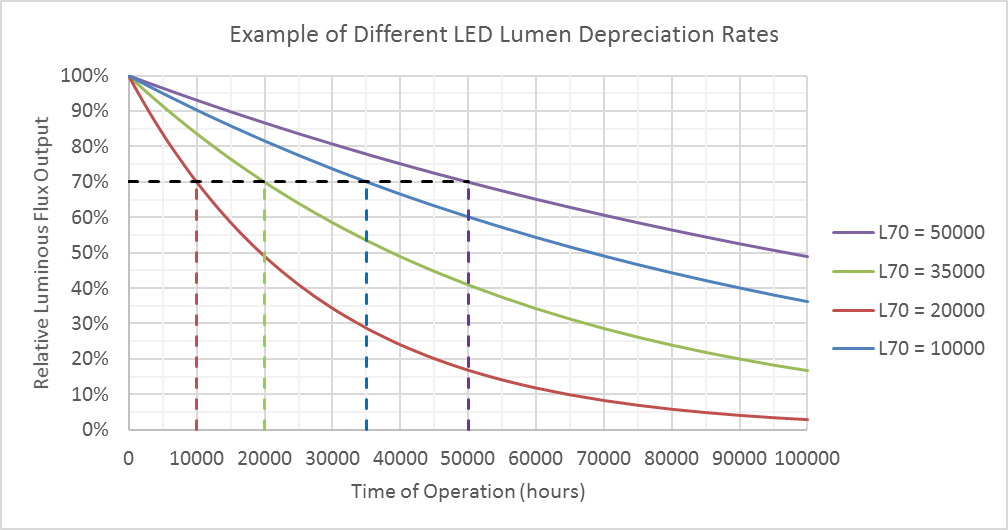 Example of Different LED Lumen Depreciation Rates
Relative Luminous Flux Output
100%
90%
80%
70%
60%
50%
40%
30%
20%
10%
0%
0 10000 20000 30000 40000 50000 60000 70000 80000 90000 100000
Time of Operation (hours)
L70 = 50000
L70 = 35000
L70 = 20000
L70 = 10000